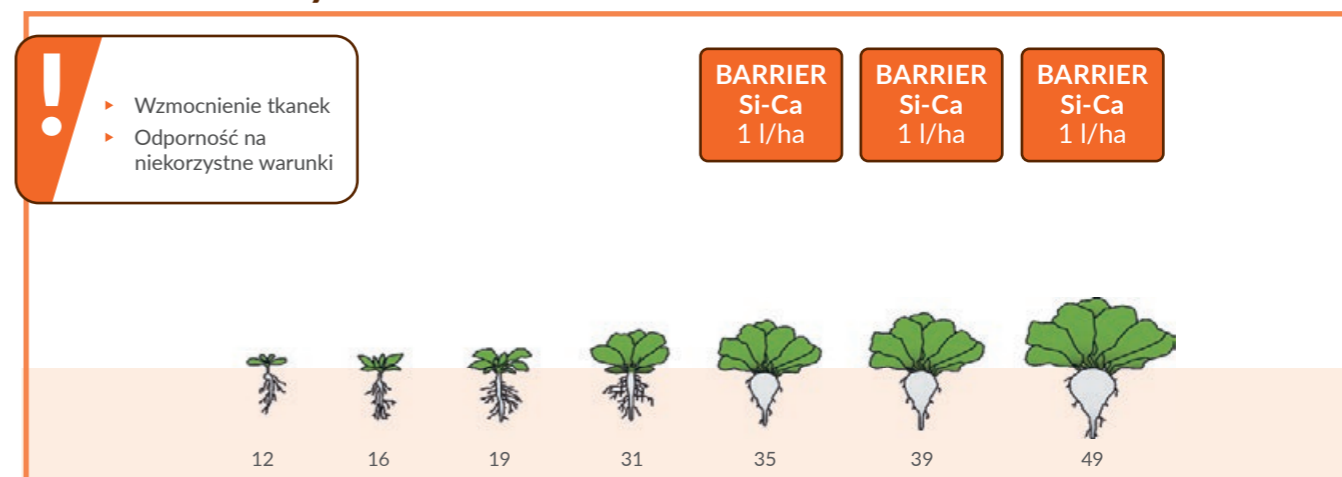 !
▸ Wzmocnienie tkanek
▸ Odporność na
niekorzystne warunki
BARRIER
Si-Ca
1 l/ha
BARRIER
Si-Ca
1 l/ha
BARRIER
Si-Ca
1 l/ha
12 16 19 31 35 39 49